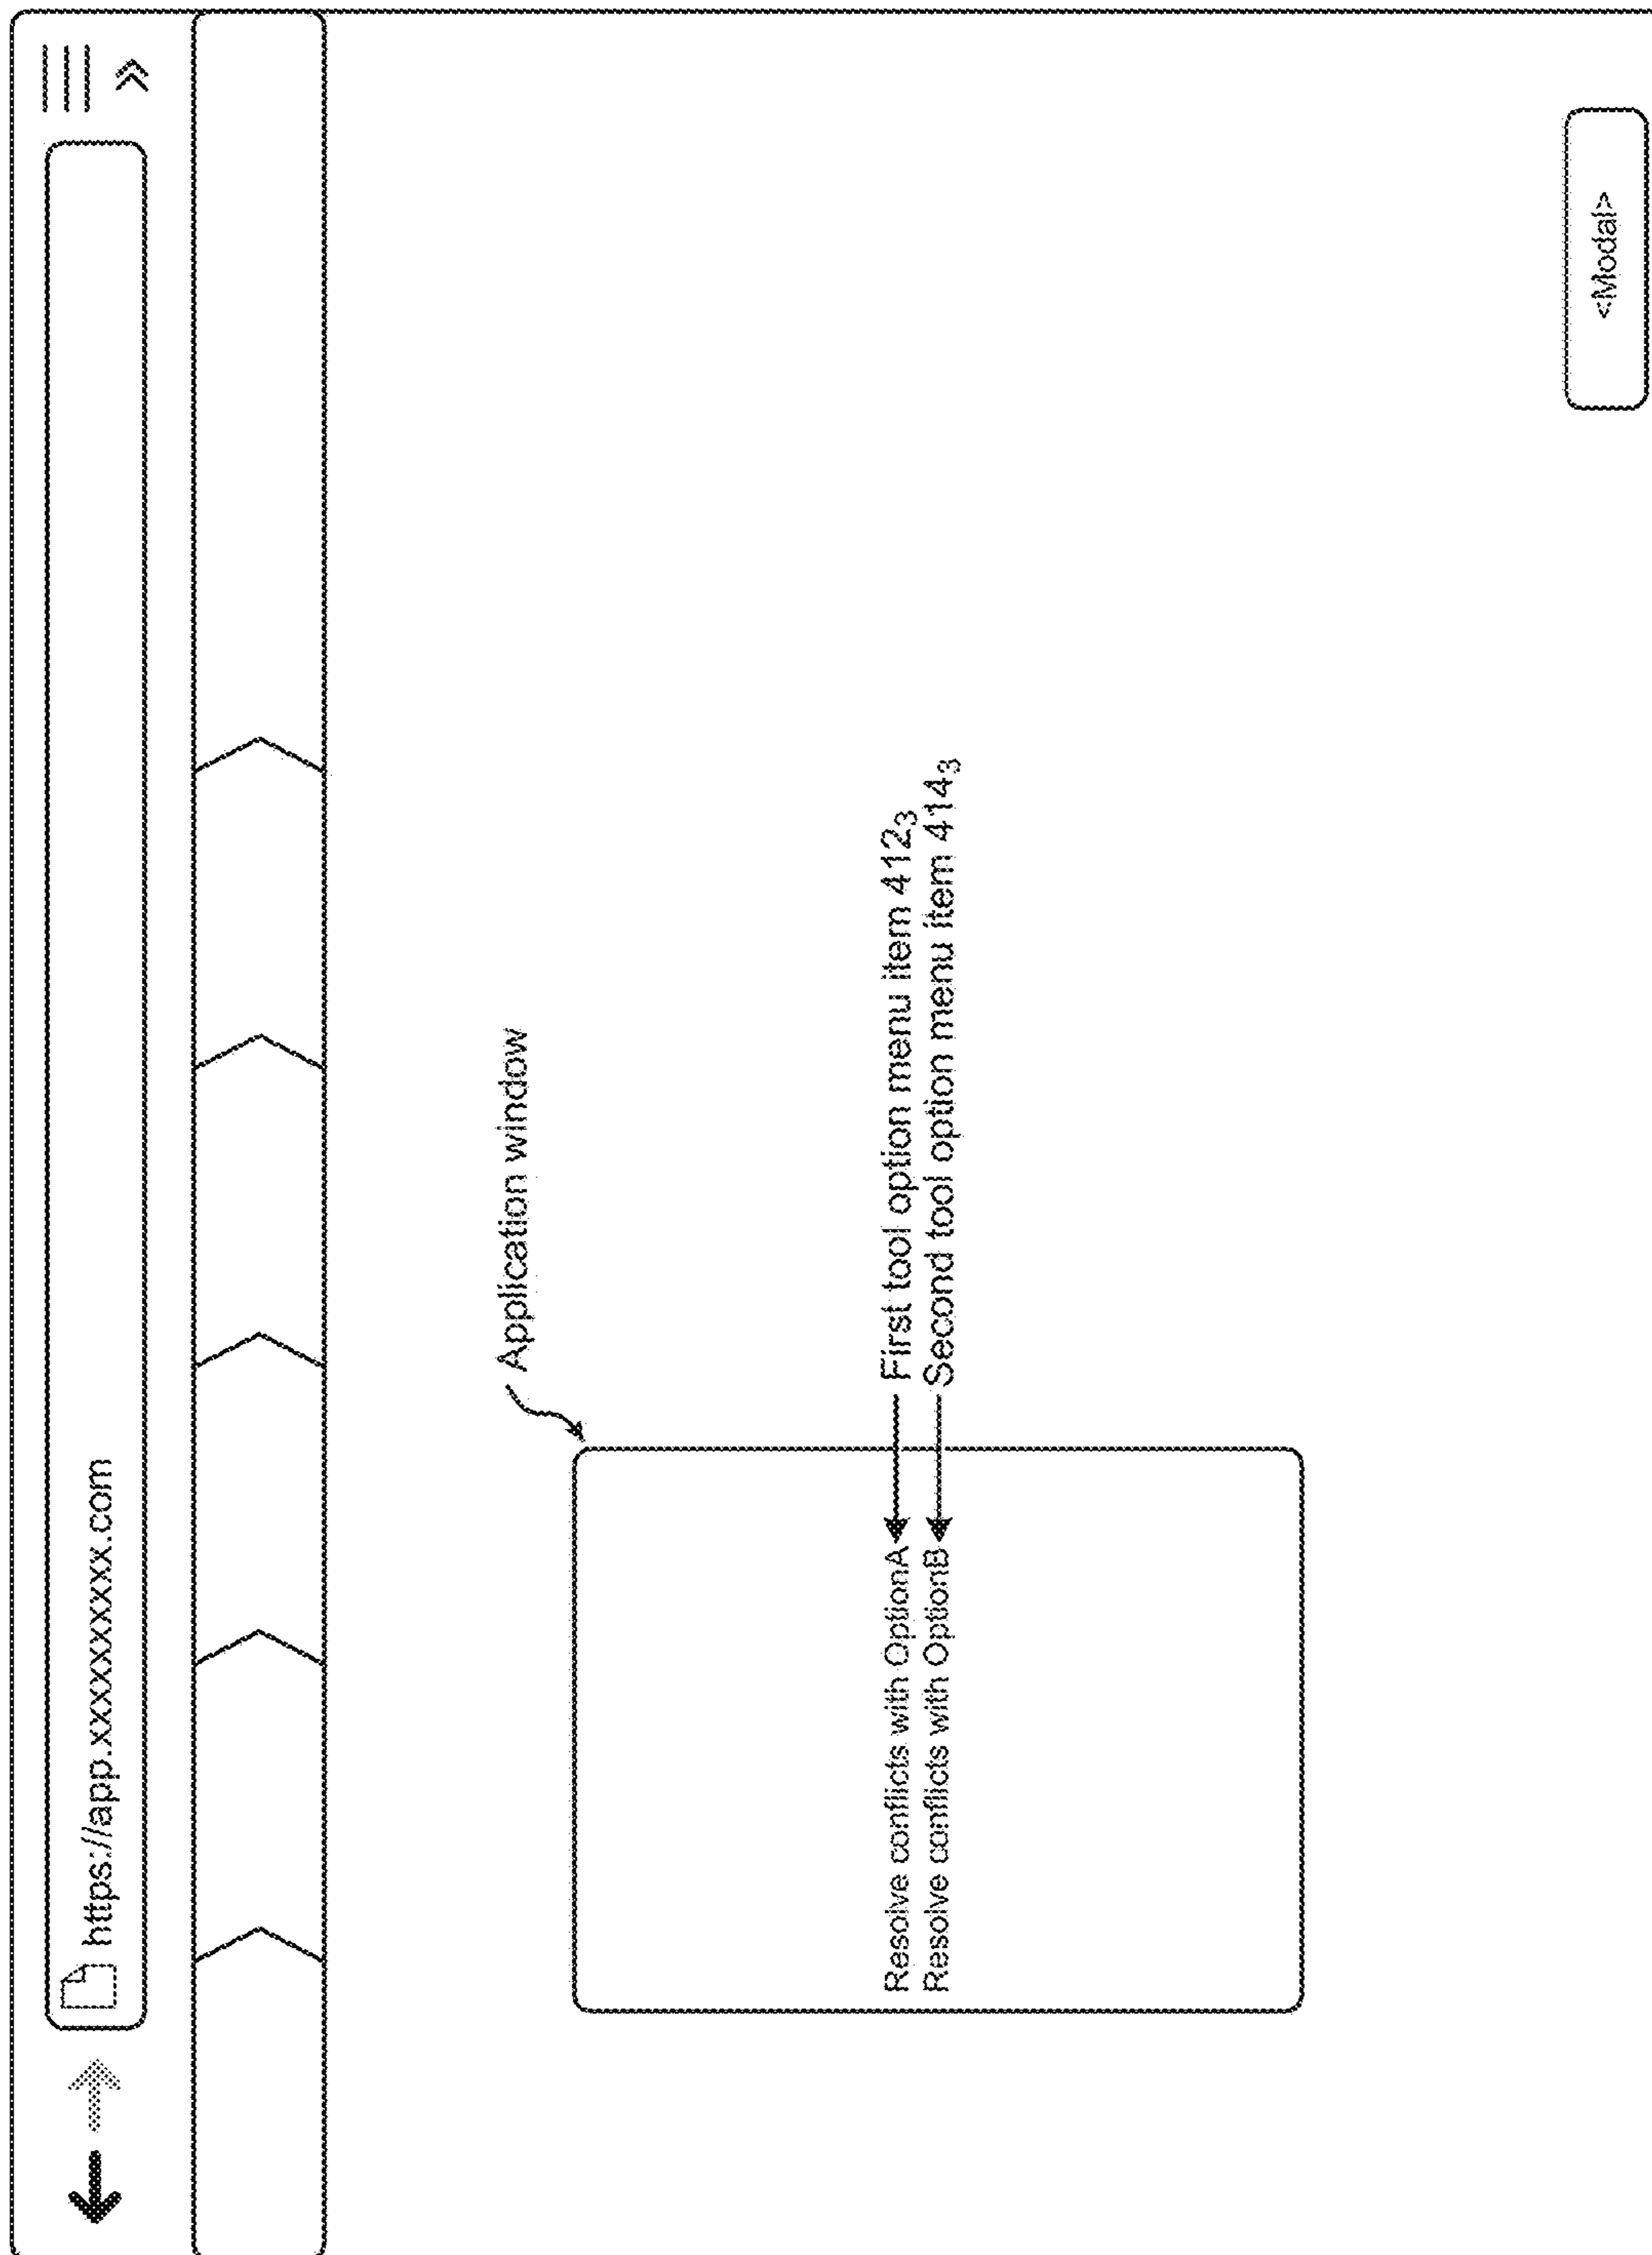 https://app.xxxxxxxxx.com
Application window
Resolve conflicts with OptionA
First tool option menu item 412₃
Resolve conflicts with OptionB
Second tool option menu item 414₃
<Modal>